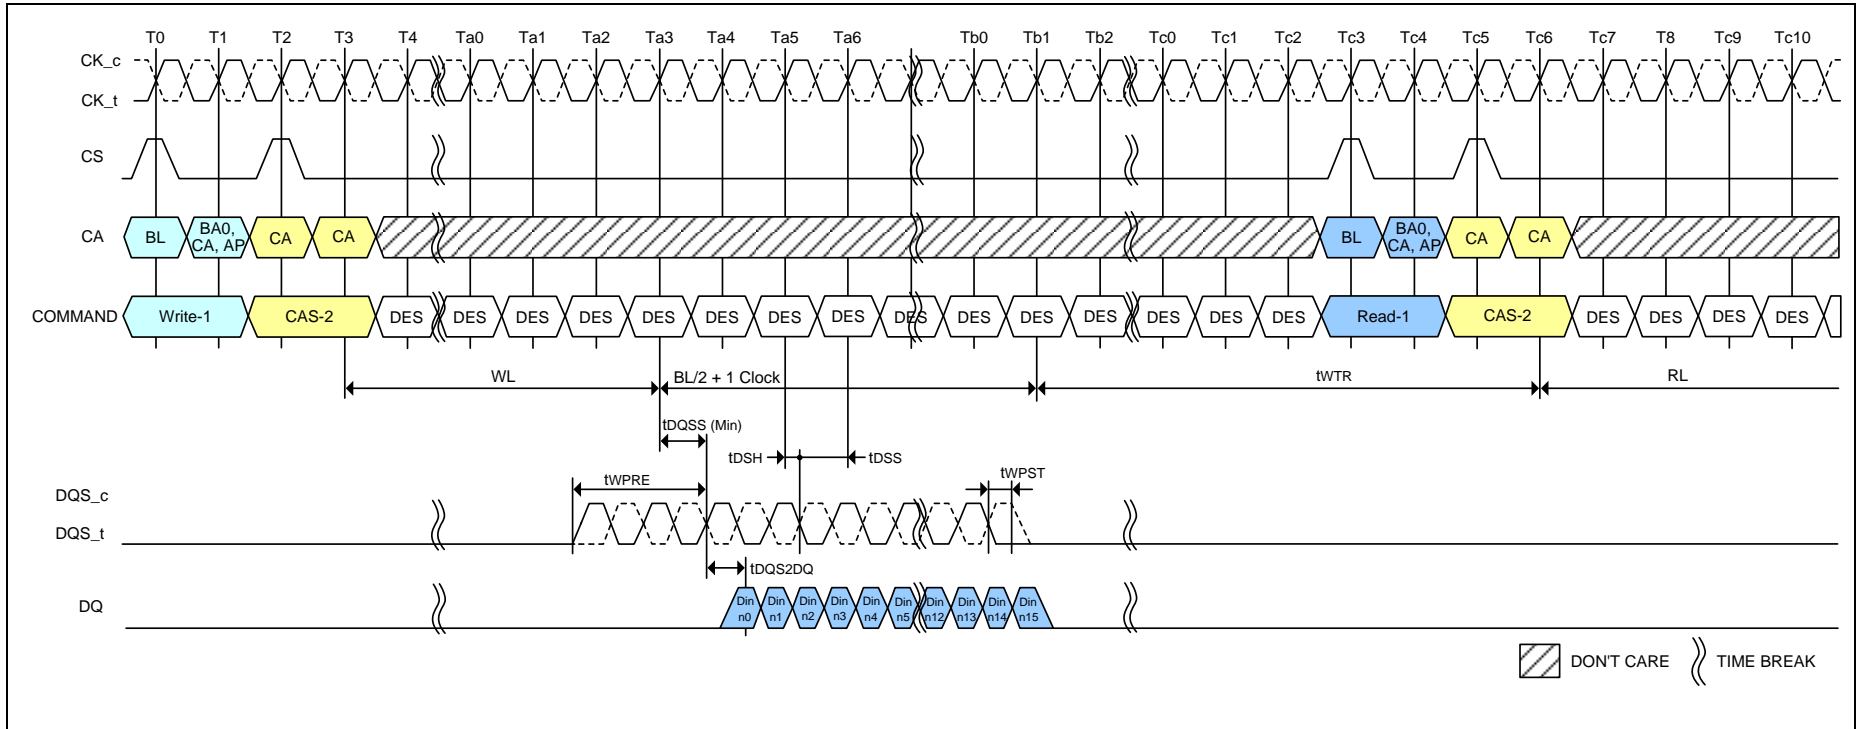 T0 T1 T2 T3 T4 Ta0 Ta1 Ta2 Ta3 Ta4 Ta5 Ta6 Tb0 Tb1 Tb2 Tc0 Tc1 Tc2 Tc3 Tc4 Tc5 Tc6 Tc7 T8 Tc9 Tc10
CK_c
CK_t
CS
CA BL BA0, CA, AP CA CA BL BA0, CA, AP CA CA
COMMAND Write-1 CAS-2 DES DES DES DES DES DES DES DES DES DES DES DES DES DES DES Read-1 CAS-2 DES DES DES DES
WL BL/2 + 1 Clock tWTR RL
tDQSS (Min)
tDSH tDSS
tWPRE tWPST
DQS_c
DQS_t
tDQS2DQ
DQ Din n0 Din n1 Din n2 Din n3 Din n4 Din n5 Din n12 Din n13 Din n14 Din n15
DON'T CARE TIME BREAK